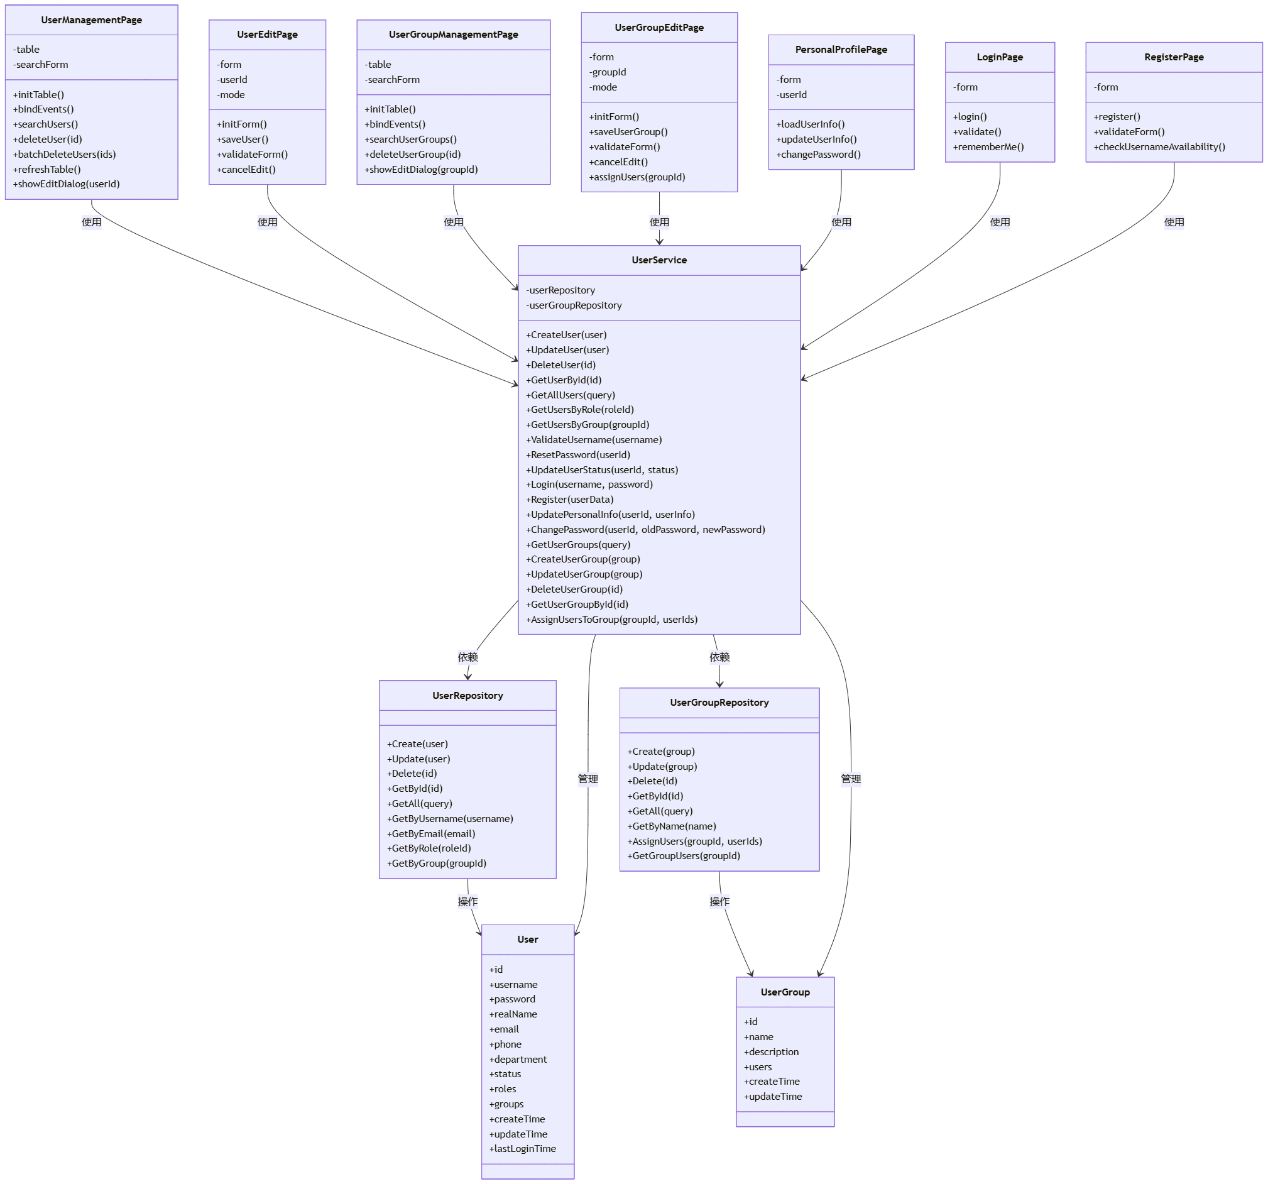 UserManagementPage
-table
-searchForm
+initTable()
+bindEvents()
+searchUsers()
+deleteUser(id)
+batchDeleteUsers(ids)
+refreshTable()
+showEditDialog(userId)
UserEditPage
-form
-userId
-mode
+initForm()
+saveUser()
+validateForm()
+cancelEdit()
UserGroupManagementPage
-table
-searchForm
+initTable()
+bindEvents()
+searchUserGroups()
+deleteUserGroup(id)
+showEditDialog(groupId)
UserGroupEditPage
-form
-groupId
-mode
+initForm()
+saveUserGroup()
+validateForm()
+cancelEdit()
+assignUsers(groupId)
PersonalProfilePage
-form
-userId
+loadUserInfo()
+updateUserInfo()
+changePassword()
LoginPage
-form
+login()
+validate()
+rememberMe()
RegisterPage
-form
+register()
+validateForm()
+checkUsernameAvailability()
使用
使用
使用
使用
使用
使用
使用
UserService
-userRepository
-userGroupRepository
+CreateUser(user)
+UpdateUser(user)
+DeleteUser(id)
+GetUserById(id)
+GetAllUsers(query)
+GetUsersByRole(roleId)
+GetUsersByGroup(groupId)
+ValidateUsername(username)
+ResetPassword(userId)
+UpdateUserStatus(userId, status)
+Login(username, password)
+Register(userData)
+UpdatePersonalInfo(userId, userInfo)
+ChangePassword(userId, oldPassword, newPassword)
+GetUserGroups(query)
+CreateUserGroup(group)
+UpdateUserGroup(group)
+DeleteUserGroup(id)
+GetUserGroupById(id)
+AssignUsersToGroup(groupId, userIds)
依赖
依赖
管理
管理
UserRepository
+Create(user)
+Update(user)
+Delete(id)
+GetById(id)
+GetAll(query)
+GetByUsername(username)
+GetByEmail(email)
+GetByRole(roleId)
+GetByGroup(groupId)
UserGroupRepository
+Create(group)
+Update(group)
+Delete(id)
+GetById(id)
+GetAll(query)
+GetByName(name)
+AssignUsers(groupId, userIds)
+GetGroupUsers(groupId)
操作
操作
User
+id
+username
+password
+realName
+email
+phone
+department
+status
+roles
+groups
+createTime
+updateTime
+lastLoginTime
UserGroup
+id
+name
+description
+users
+createTime
+updateTime